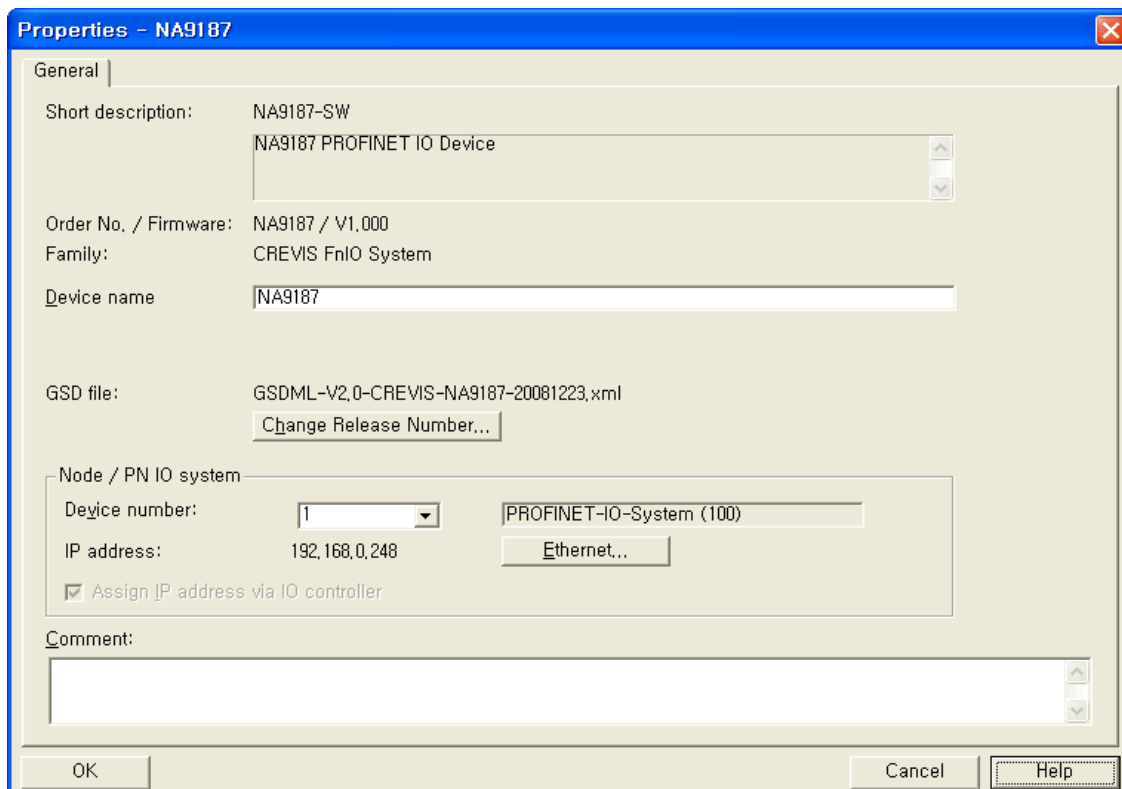 Properties - NA9187
General
Short description: NA9187-SW
NA9187 PROFINET IO Device
Order No, / Firmware: NA9187 / V1,000
Family: CREVIS FnIO System
Device name NA9187
GSD file: GSDML-V2,0-CREVIS-NA9187-20081223,xml
Change Release Number,,,
Node / PN IO system
Device number: 1 PROFINET-IO-System (100)
IP address: 192,168,0,248 Ethernet,,,
Assign IP address via IO controller
Comment:
OK Cancel Help